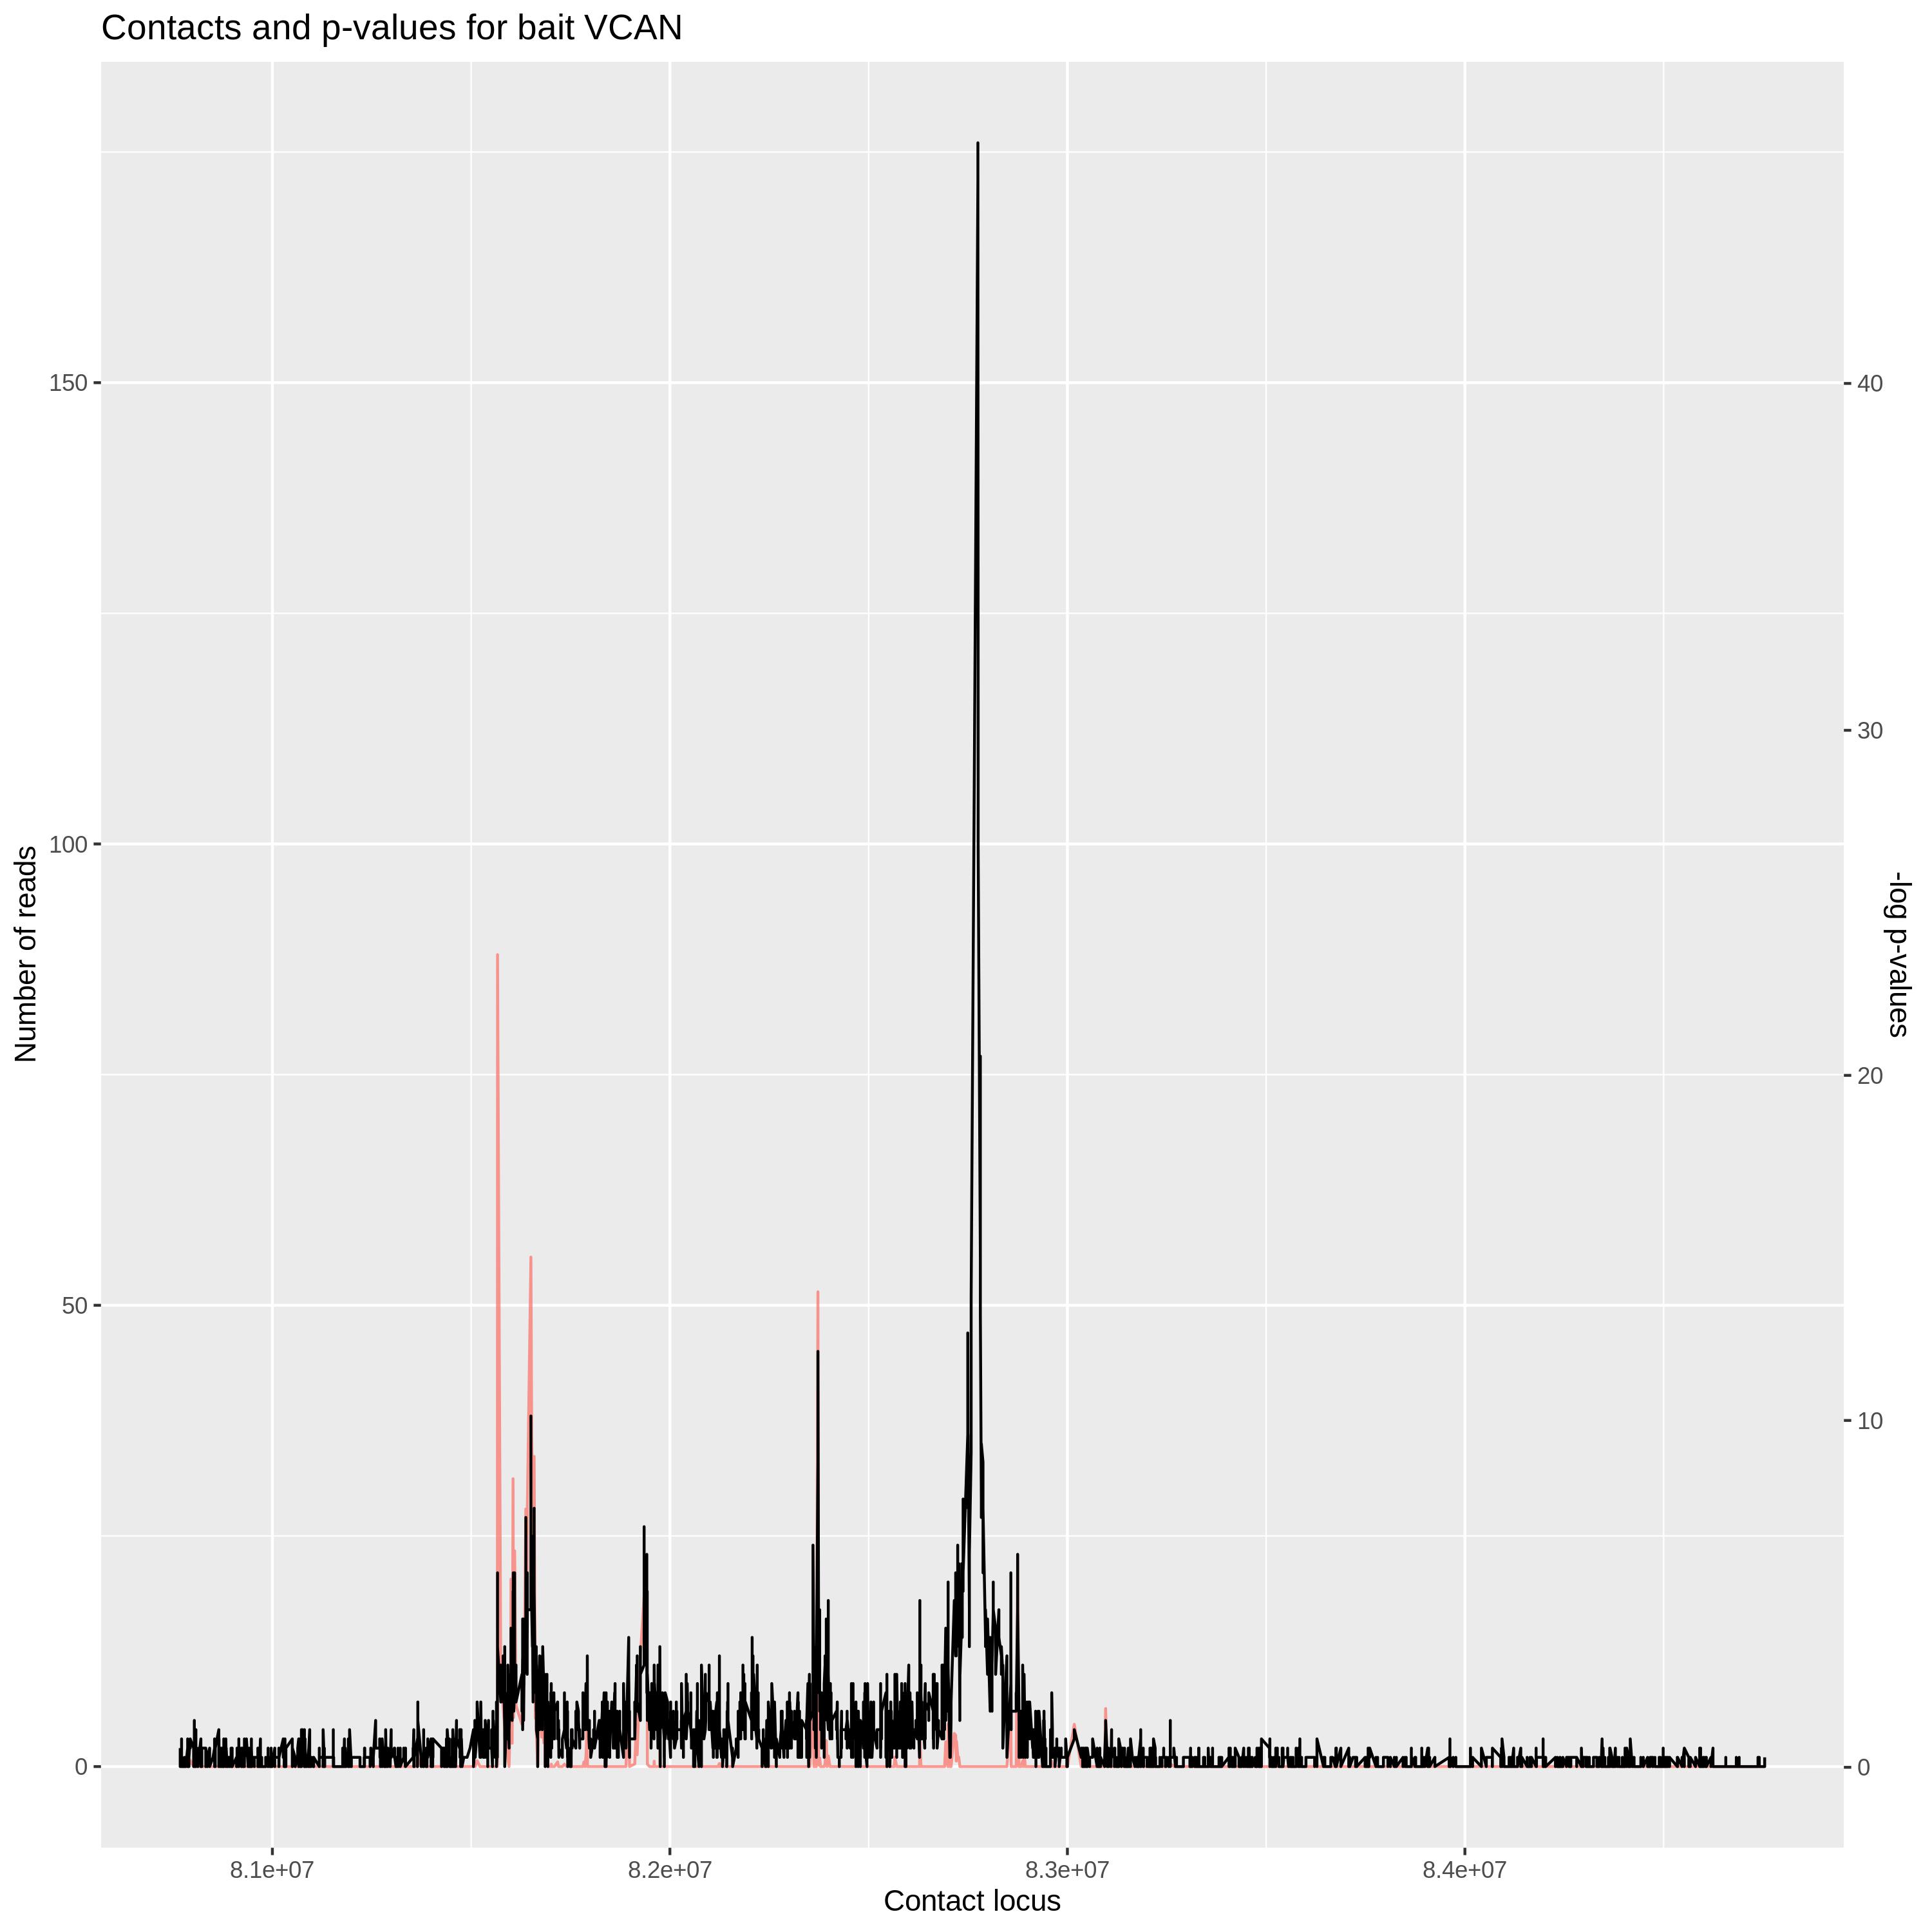 Contacts and p-values for bait VCAN
150
100
50
0
40
30
20
10
0
Number of reads
-log p-values
8.1e+07
8.2e+07
8.3e+07
8.4e+07
Contact locus